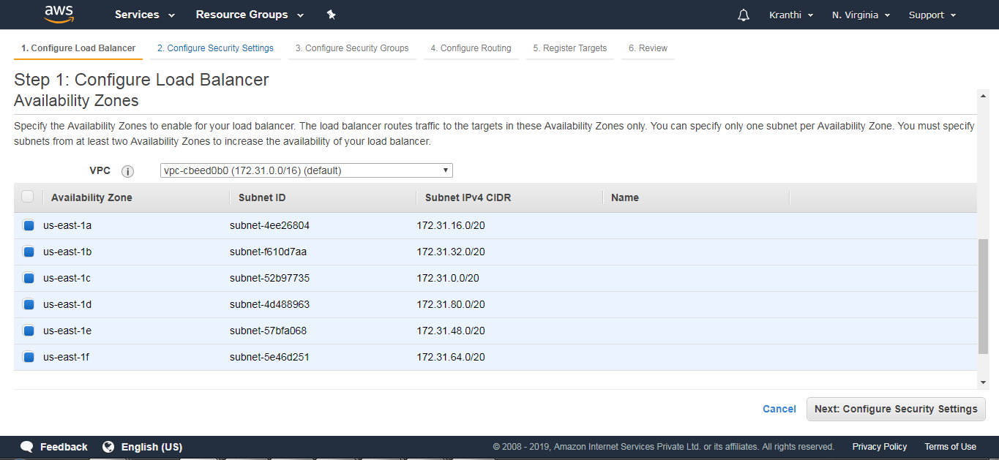 aws Services Resource Groups Kranthi N. Virginia Support
1. Configure Load Balancer 2. Configure Security Settings 3. Configure Security Groups 4. Configure Routing 5. Register Targets 6. Review
Step 1: Configure Load Balancer
Availability Zones
Specify the Availability Zones to enable for your load balancer. The load balancer routes traffic to the targets in these Availability Zones only. You can specify only one subnet per Availability Zone. You must specify
subnets from at least two Availability Zones to increase the availability of your load balancer.
VPC i vpc-cbeed0b0 (172.31.0.0/16) (default)
Availability Zone Subnet ID Subnet IPv4 CIDR Name
us-east-1a subnet-4ee26804 172.31.16.0/20
us-east-1b subnet-f610d7aa 172.31.32.0/20
us-east-1c subnet-52b97735 172.31.0.0/20
us-east-1d subnet-4d488963 172.31.80.0/20
us-east-1e subnet-57bfa068 172.31.48.0/20
us-east-1f subnet-5e46d251 172.31.64.0/20
Cancel Next: Configure Security Settings
Feedback English (US) © 2008 - 2019, Amazon Internet Services Private Ltd. or its affiliates. All rights reserved. Privacy Policy Terms of Use